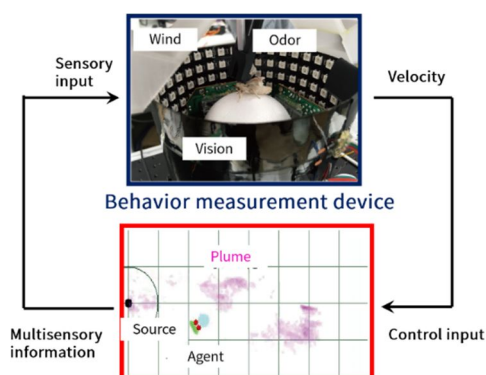 Wind
Odor
Sensory
input
Velocity
Vision
Behavior measurement device
Plume
Source
Agent
Multisensory
information
Control input